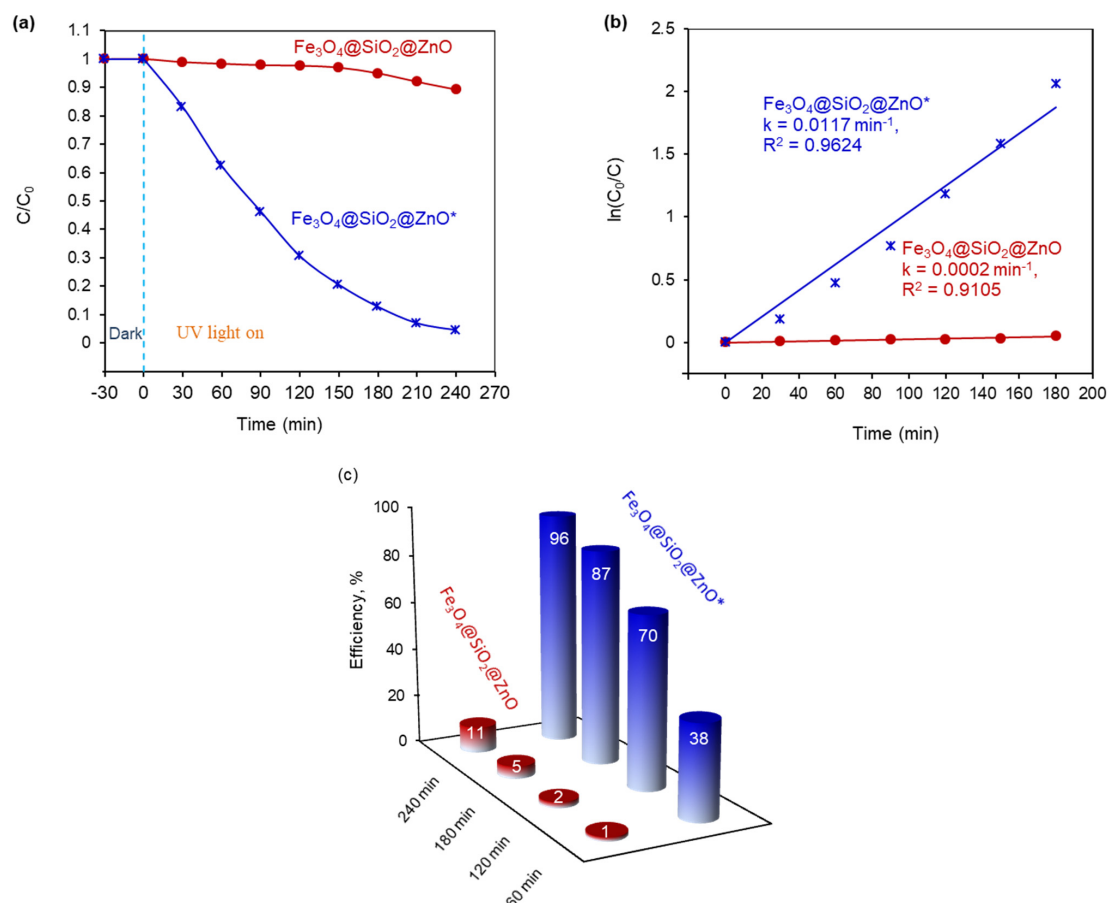 (a)
1.1
1
0.9
0.8
0.7
0.6
0.5
0.4
0.3
0.2
0.1
0
C/C₀
Fe₃O₄@SiO₂@ZnO
Fe₃O₄@SiO₂@ZnO*
Dark
UV light on
-30 0 30 60 90 120 150 180 210 240 270
Time (min)
(b)
2.5
2
1.5
1
0.5
0
ln(C₀/C)
Fe₃O₄@SiO₂@ZnO*
k = 0.0117 min⁻¹,
R² = 0.9624
Fe₃O₄@SiO₂@ZnO
k = 0.0002 min⁻¹,
R² = 0.9105
0 20 40 60 80 100 120 140 160 180 200
Time (min)
(c)
100
80
60
40
20
0
Efficiency, %
Fe₃O₄@SiO₂@ZnO
Fe₃O₄@SiO₂@ZnO*
96
87
70
38
11
5
2
1
240 min
180 min
120 min
60 min